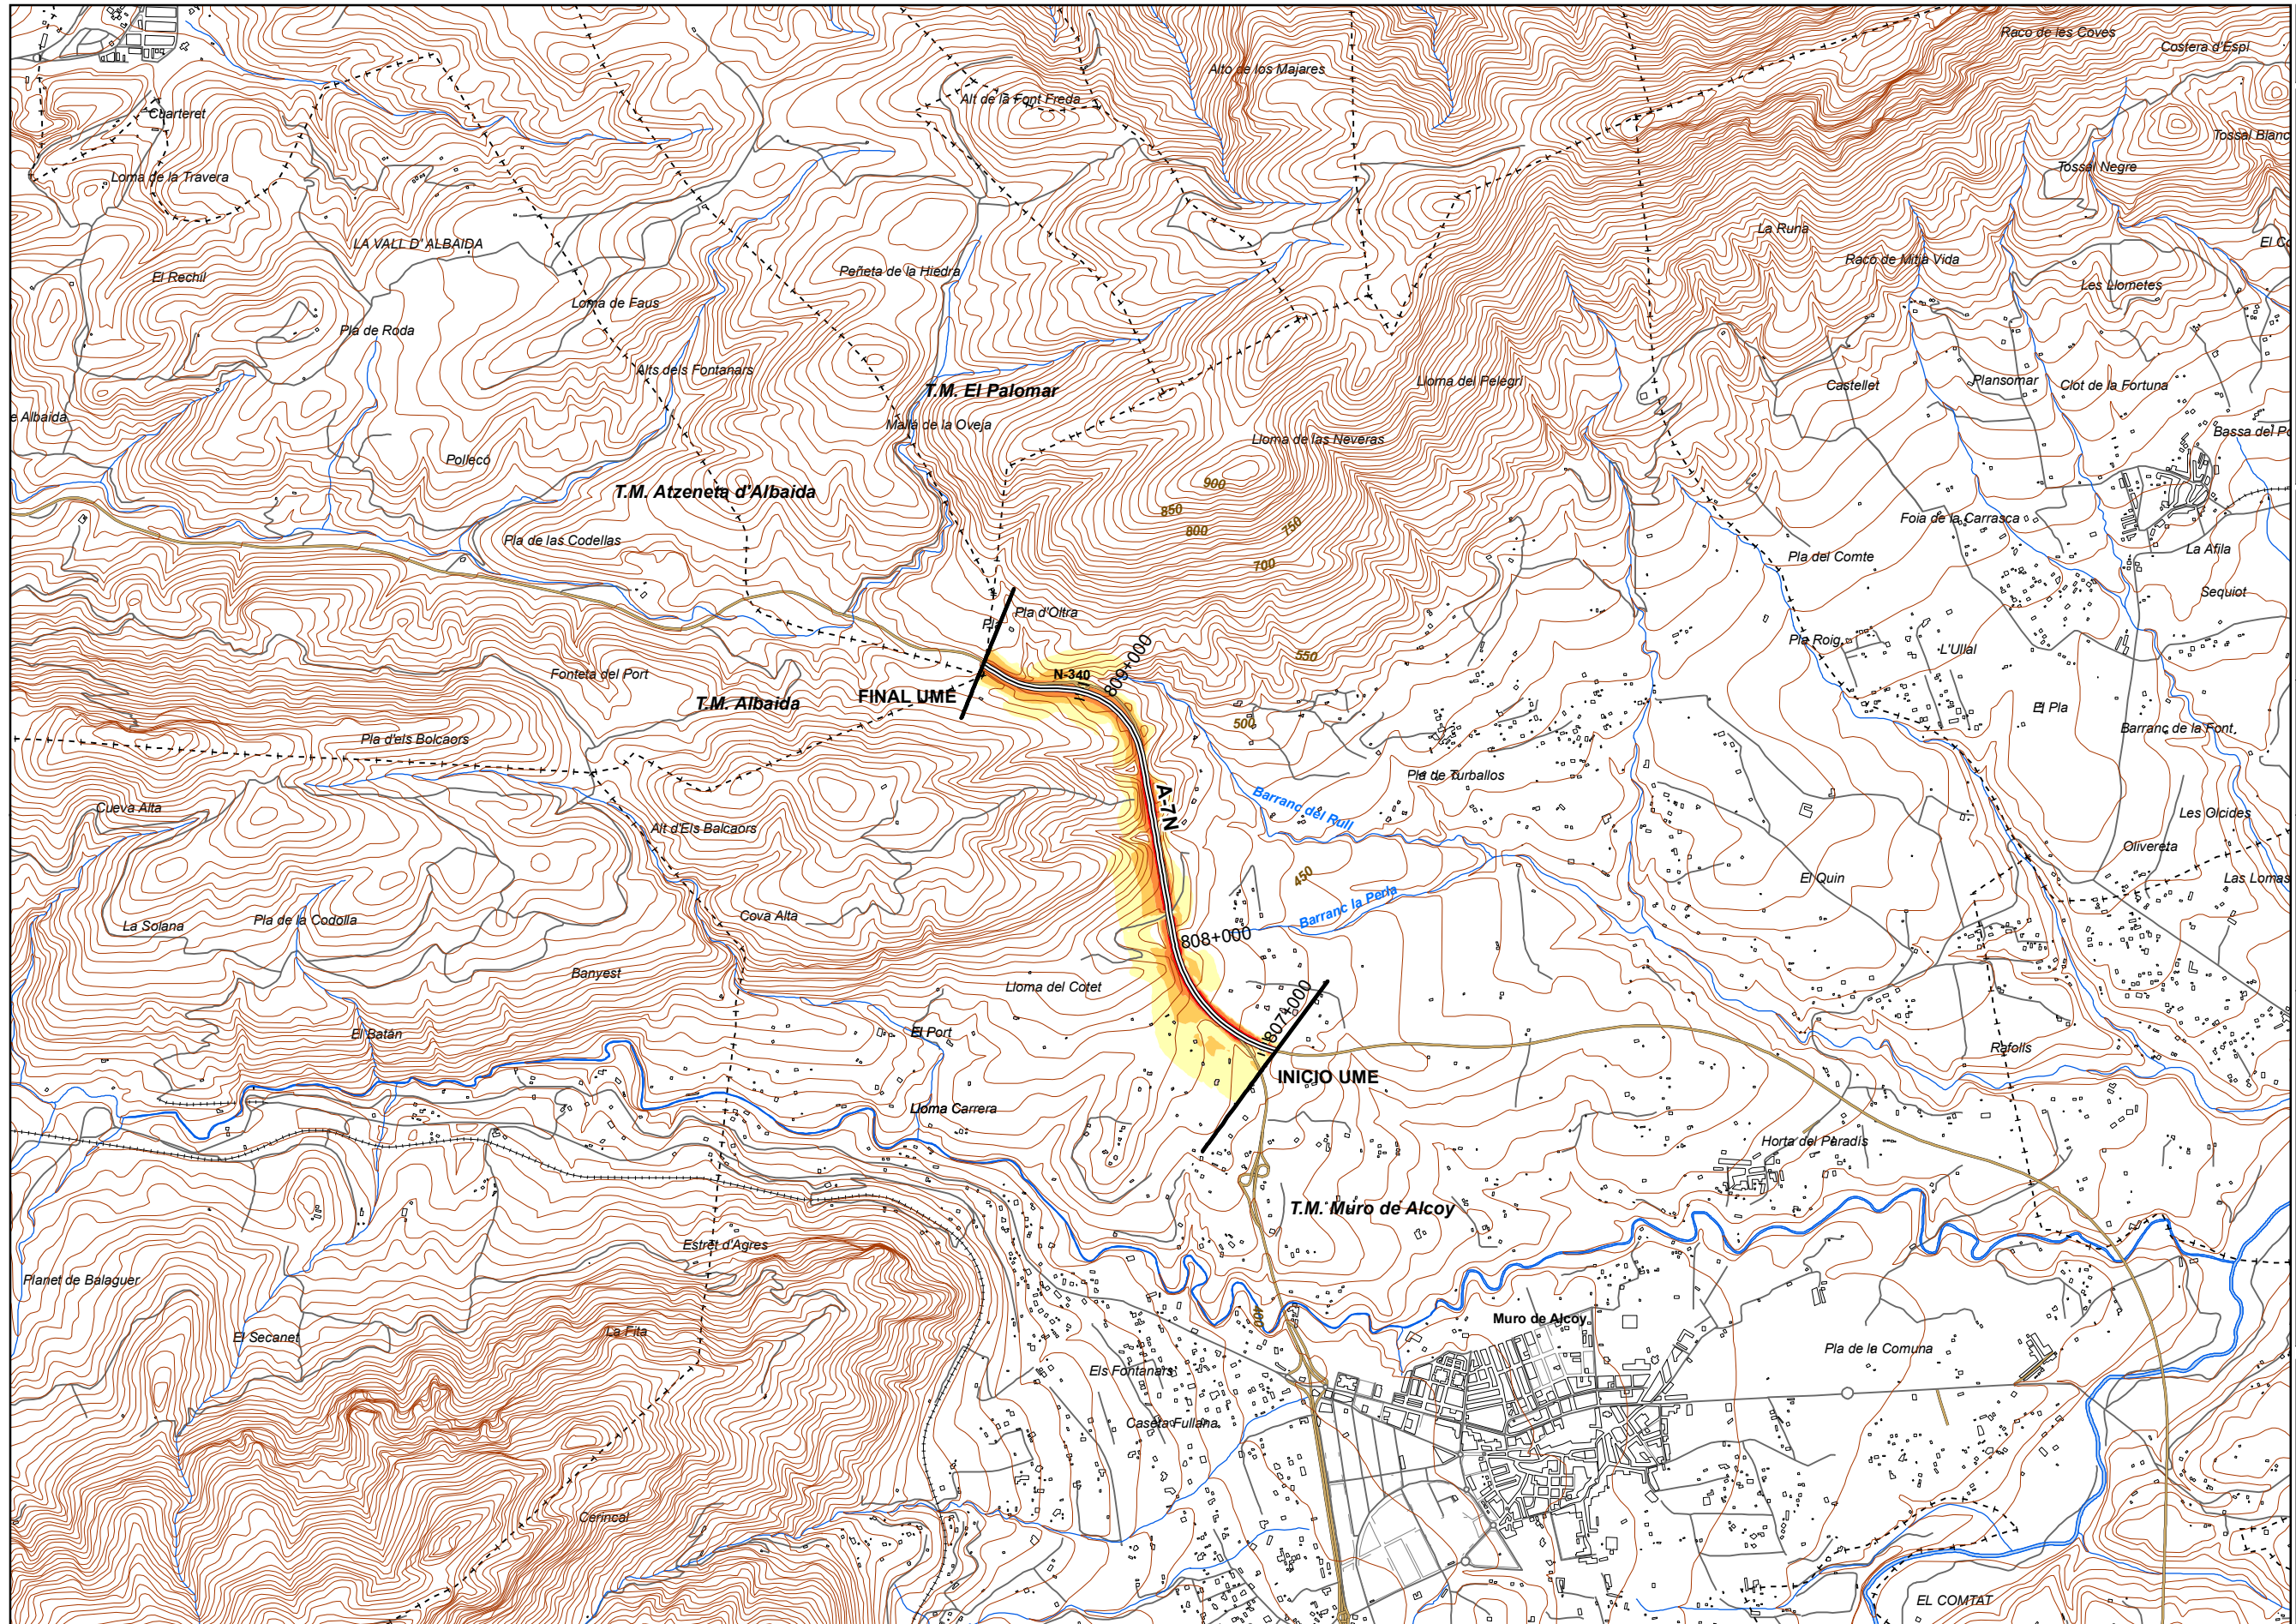 Raco de les Coves
Costera d'Espi
Alto de los Majares
Alt de la Font Freda
Cuarteret
Tossal Blanc
Tossal Negre
Loma de la Travera
La Runa
LA VALL D' ALBAIDA
El Rechil
Peñeta de la Hiedra
Racó de Mitja Vida
Les Llometes
Loma de Faus
Pla de Roda
Alts dels Fontanars
Lloma del Pelegrí
Castellet
Plansomar
Clot de la Fortuna
T.M. El Palomar
e Albaida
Malla de la Oveja
Lloma de las Neveras
Bassa del Po
Pollecó
T.M. Atzeneta d'Albaida
900
850
800
750
700
Foia de la Carrasca
Pla de las Codellas
La Afila
Pla del Comte
Sequiot
Pla d'Oltra
Pla Roig
L'Ullal
550
809+000
Fonteta del Port
N-340
FINAL UME
T.M. Albaida
El Pla
500
Barranc de la Font
Pla d'els Bolcaors
Pla de Turballos
A-7N
Barranc del Rull
Cueva Alta
Les Olcides
Alt d'Els Balcaors
Olivereta
450
El Quin
Las Lomas
Barranc la Perla
La Solana
Pla de la Codolla
Cova Alta
808+000
Banyest
Lloma del Cotet
807+000
El Batán
El Port
Rafolls
INICIO UME
Lloma Carrera
Horta del Paradís
T.M. Muro de Alcoy
Estret d'Agres
Planet de Balaguer
400
El Secanet
La Fita
Muro de Alcoy
Pla de la Comuna
Els Fontanars
Caseta Fullana
Cerincal
EL COMTAT